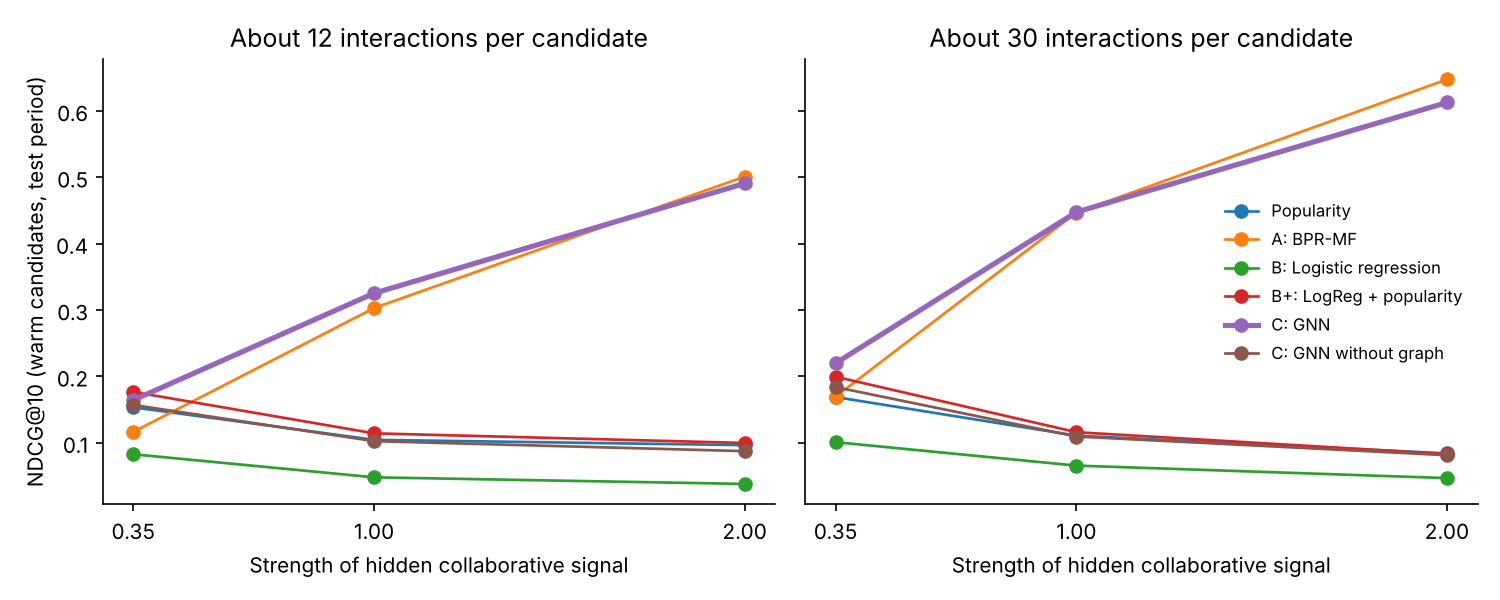 About 12 interactions per candidate
About 30 interactions per candidate
NDCG@10 (warm candidates, test period)
0.6
0.5
0.4
0.3
0.2
0.1
Popularity
A: BPR-MF
B: Logistic regression
B+: LogReg + popularity
C: GNN
C: GNN without graph
0.35
1.00
2.00
0.35
1.00
2.00
Strength of hidden collaborative signal
Strength of hidden collaborative signal